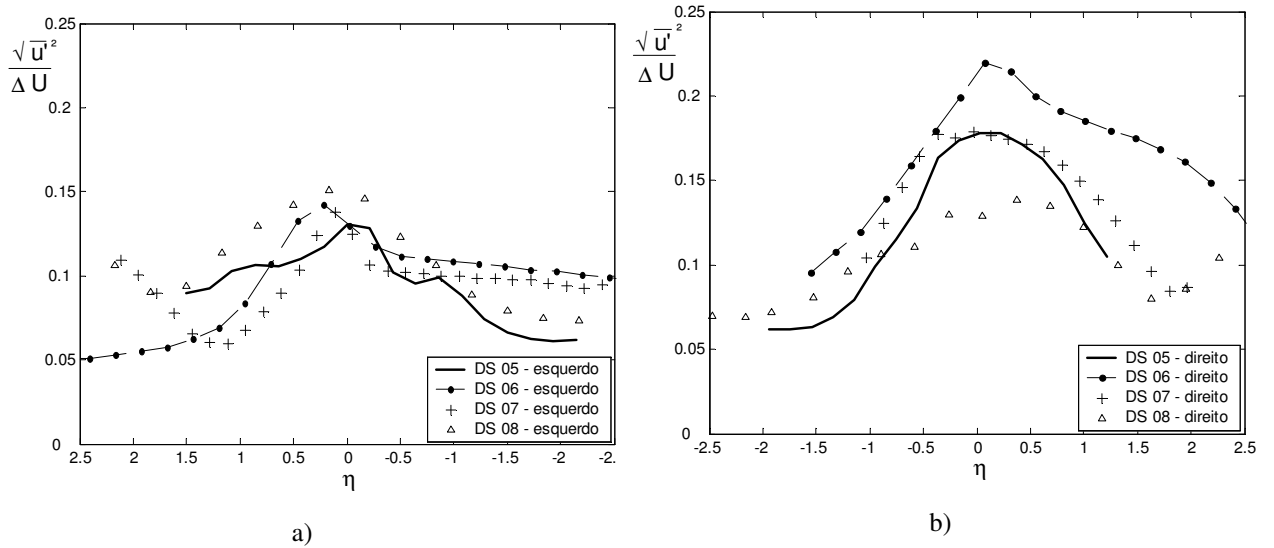 0.25
√ u'²
Δ U
0.2
0.15
0.1
0.05
0
2.5 2 1.5 1 0.5 0 -0.5 -1 -1.5 -2 -2.
η
DS 05 - esquerdo
DS 06 - esquerdo
DS 07 - esquerdo
DS 08 - esquerdo
a)
0.25
√ u'²
Δ U
0.2
0.15
0.1
0.05
0
-2.5 -2 -1.5 -1 -0.5 0 0.5 1 1.5 2 2.5
η
DS 05 - direito
DS 06 - direito
DS 07 - direito
DS 08 - direito
b)